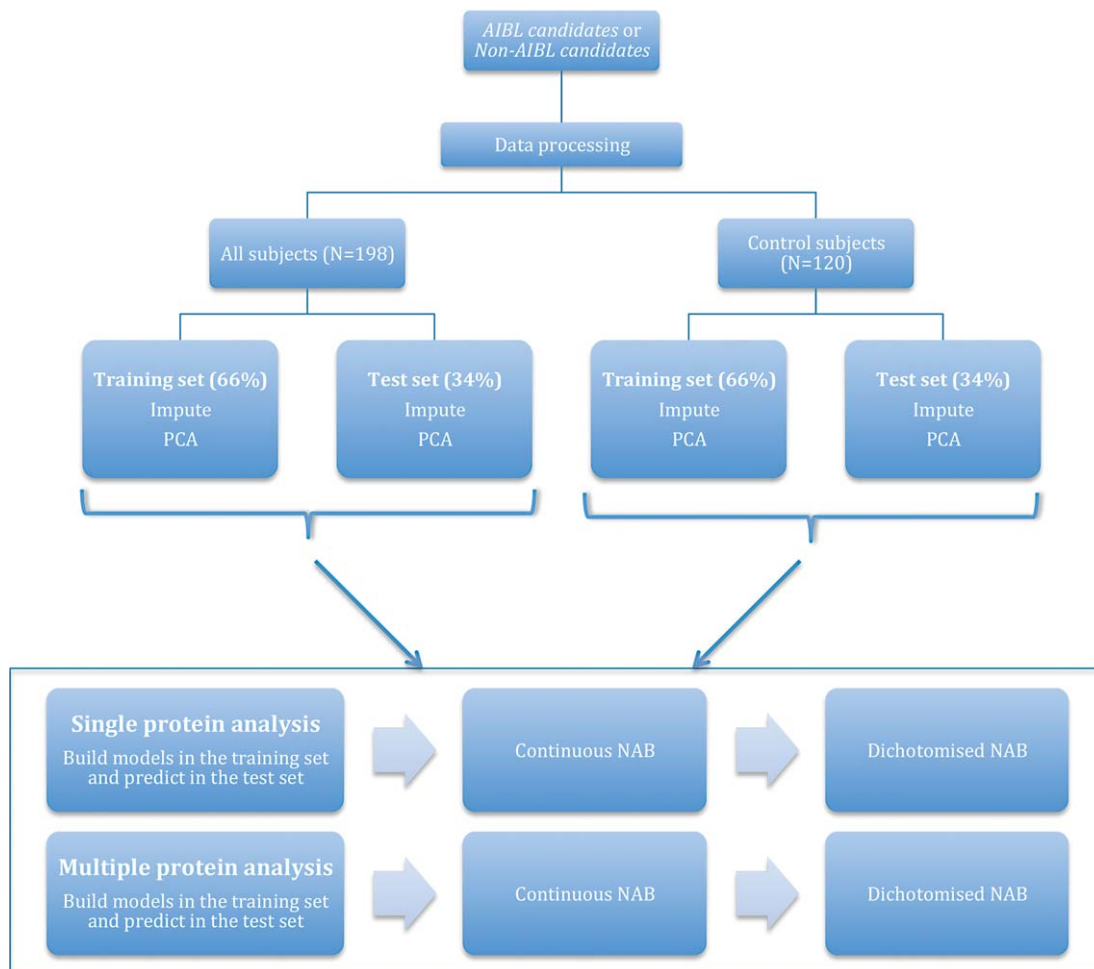 AIBL candidates or
Non-AIBL candidates
Data processing
All subjects (N=198)
Control subjects
(N=120)
Training set (66%)
Impute
PCA
Test set (34%)
Impute
PCA
Training set (66%)
Impute
PCA
Test set (34%)
Impute
PCA
Single protein analysis
Build models in the training set
and predict in the test set
Continuous NAB
Dichotomised NAB
Multiple protein analysis
Build models in the training set
and predict in the test set
Continuous NAB
Dichotomised NAB